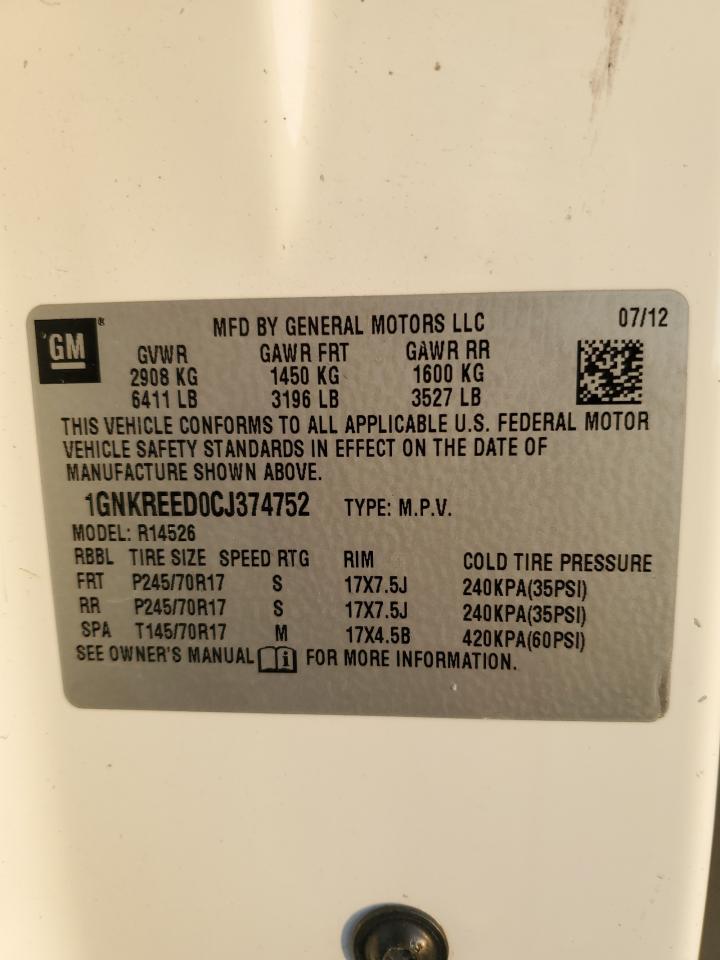 GM ®
MFD BY GENERAL MOTORS LLC 07/12
GVWR GAWR FRT GAWR RR
2908 KG 1450 KG 1600 KG
6411 LB 3196 LB 3527 LB
THIS VEHICLE CONFORMS TO ALL APPLICABLE U.S. FEDERAL MOTOR
VEHICLE SAFETY STANDARDS IN EFFECT ON THE DATE OF
MANUFACTURE SHOWN ABOVE.
1GNKREED0CJ374752 TYPE: M.P.V.
MODEL: R14526
RBBL TIRE SIZE SPEED RTG RIM COLD TIRE PRESSURE
FRT P245/70R17 S 17X7.5J 240KPA(35PSI)
RR P245/70R17 S 17X7.5J 240KPA(35PSI)
SPA T145/70R17 M 17X4.5B 420KPA(60PSI)
SEE OWNER'S MANUAL i FOR MORE INFORMATION.